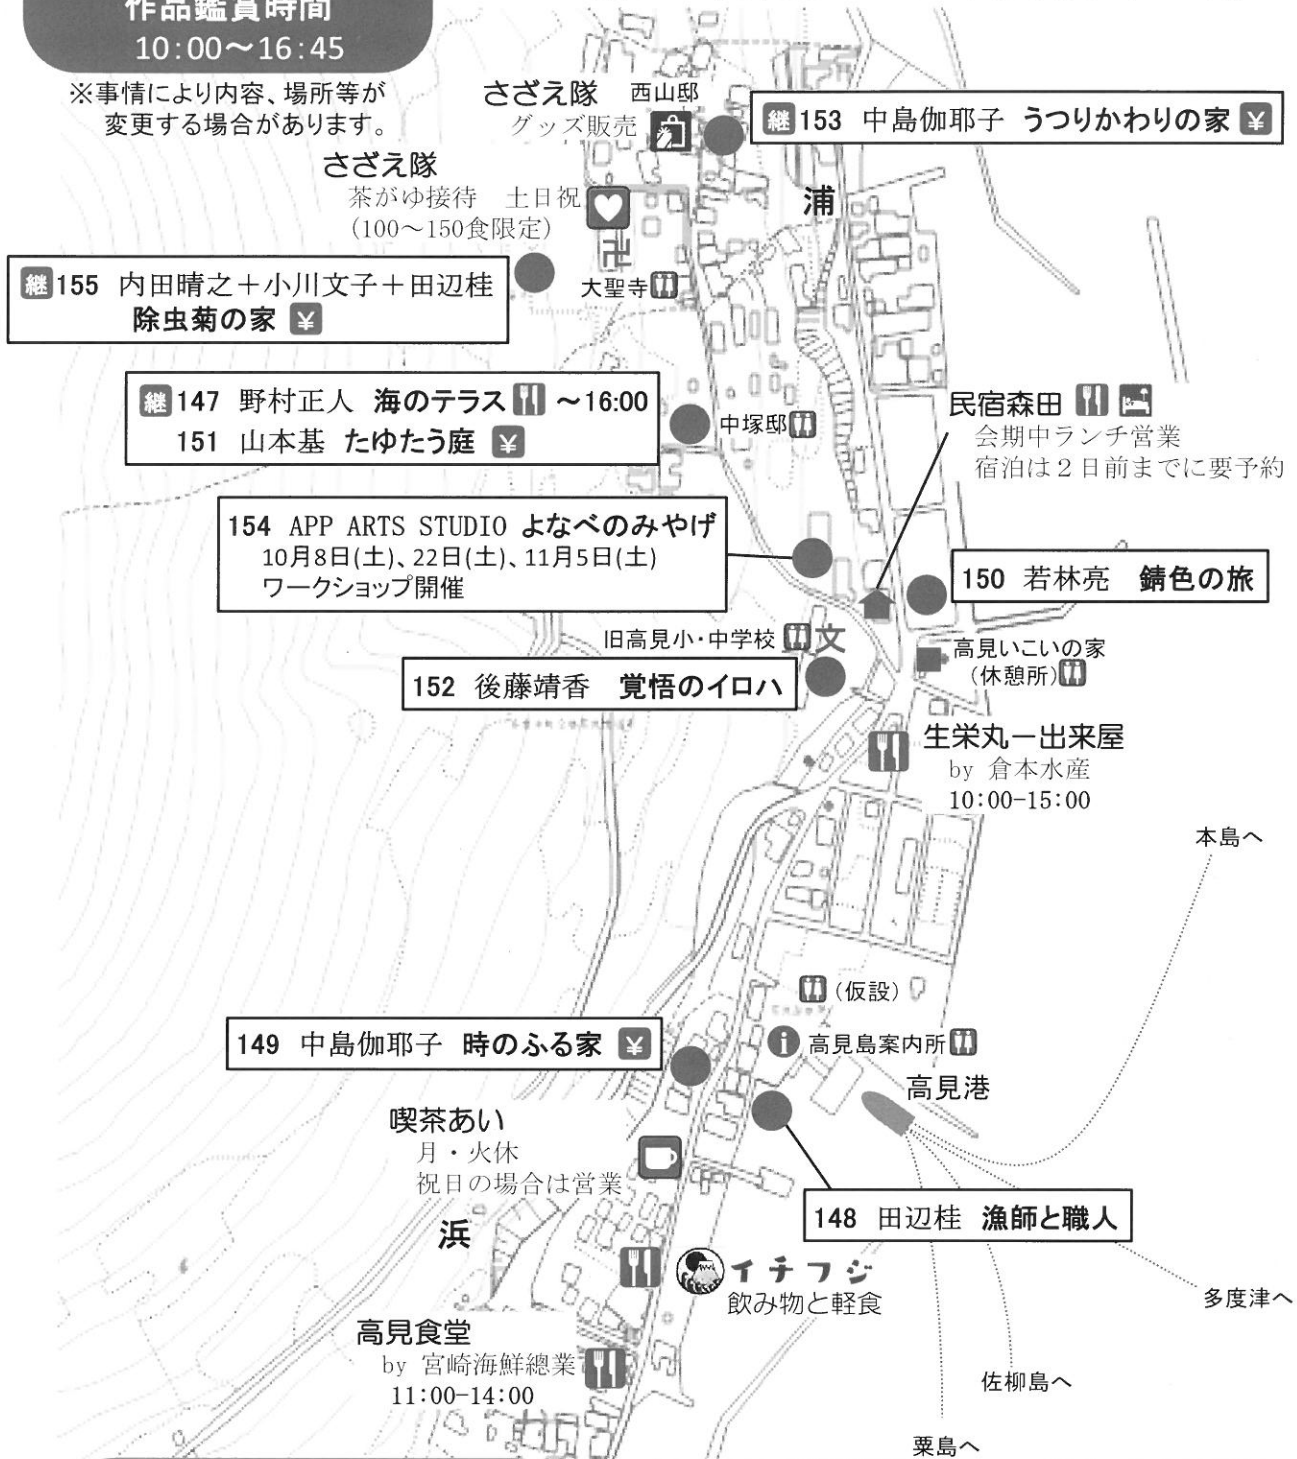 作品鑑賞時間
10:00～16:45
※事情により内容、場所等が
変更する場合があります。
さざえ隊 西山邸
グッズ販売
継 153 中島伽耶子 うつりかわりの家 ¥
さざえ隊
茶がゆ接待 土日祝
(100～150食限定)
浦
卍
大聖寺
継 155 内田晴之＋小川文子＋田辺桂
除虫菊の家 ¥
継 147 野村正人 海のテラス ～16:00
151 山本基 たゆたう庭 ¥
中塚邸
民宿森田
会期中ランチ営業
宿泊は２日前までに要予約
154 APP ARTS STUDIO よなべのみやげ
10月8日(土)、22日(土)、11月5日(土)
ワークショップ開催
150 若林亮 錆色の旅
旧高見小・中学校 文
高見いこいの家
（休憩所）
152 後藤靖香 覚悟のイロハ
生栄丸ー出来屋
by 倉本水産
10:00-15:00
本島へ
（仮設）
i 高見島案内所
149 中島伽耶子 時のふる家 ¥
高見港
喫茶あい
月・火休
祝日の場合は営業
148 田辺桂 漁師と職人
浜
イチフジ
飲み物と軽食
多度津へ
高見食堂
by 宮崎海鮮總業
11:00-14:00
佐柳島へ
粟島へ